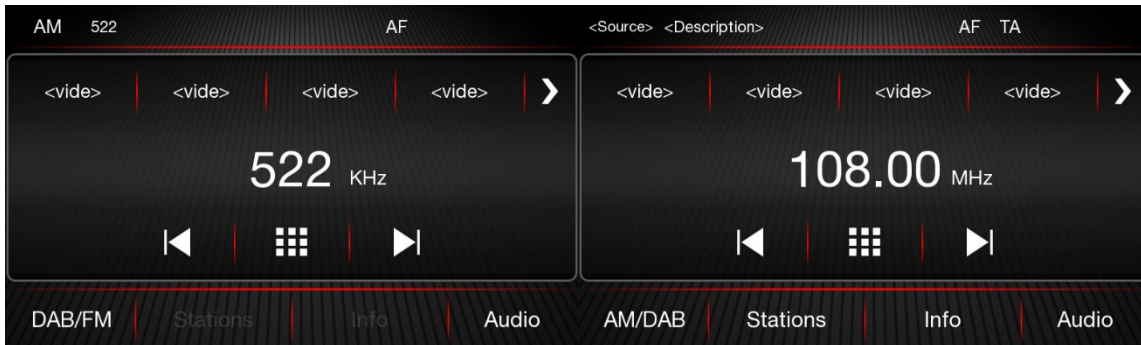 AM 522 AF
<vide> <vide> <vide> <vide>
522 KHz
DAB/FM Stations Info Audio
<Source> <Description> AF TA
<vide> <vide> <vide> <vide>
108.00 MHz
AM/DAB Stations Info Audio